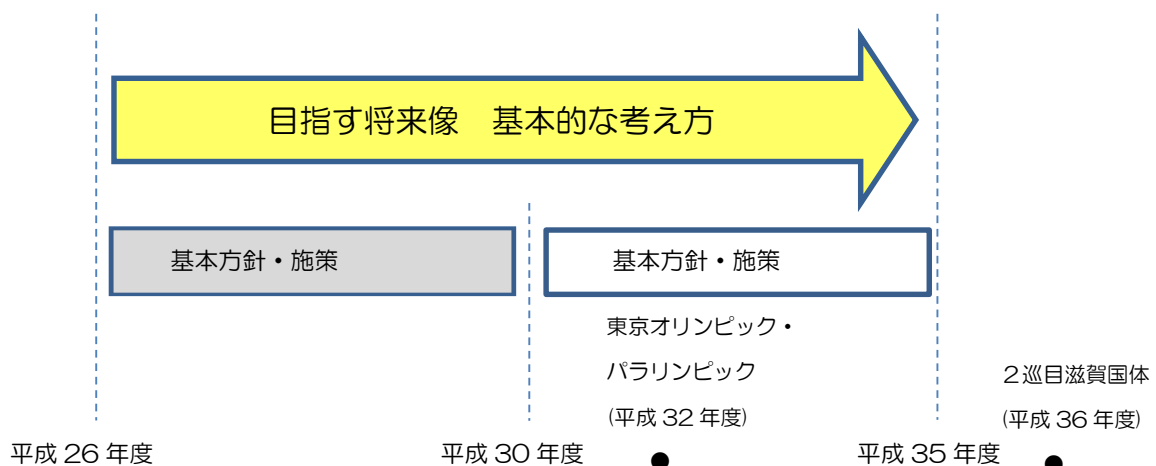 目指す将来像　基本的な考え方
基本方針・施策
基本方針・施策
東京オリンピック・
パラリンピック
(平成 32 年度)
２巡目滋賀国体
(平成 36 年度)
平成 26 年度
平成 30 年度
平成 35 年度